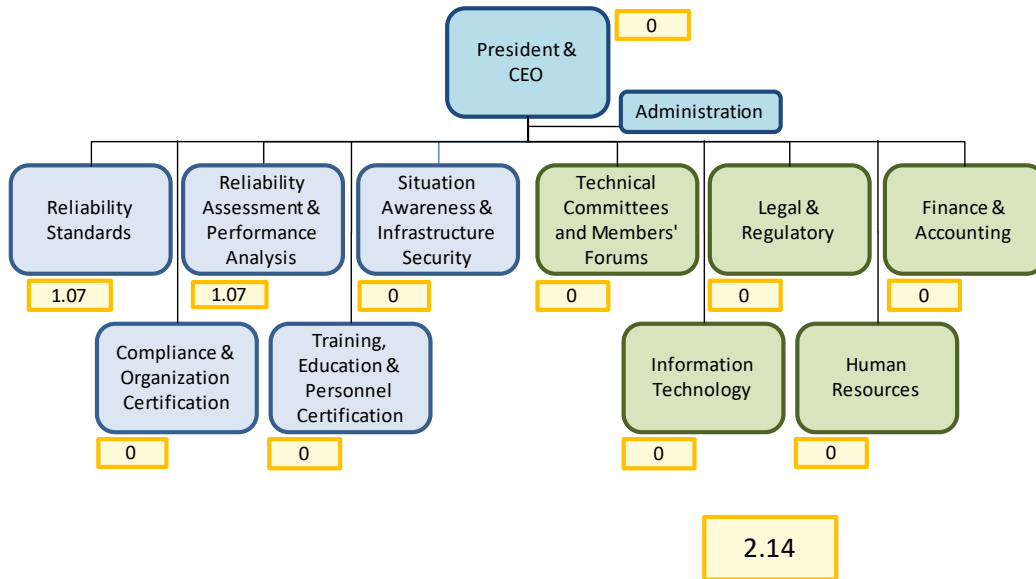 President &
CEO
0
Administration
Reliability
Standards
1.07
Reliability
Assessment &
Performance
Analysis
1.07
Situation
Awareness &
Infrastructure
Security
0
Technical
Committees
and Members'
Forums
0
Legal &
Regulatory
0
Finance &
Accounting
0
Compliance &
Organization
Certification
0
Training,
Education &
Personnel
Certification
0
Information
Technology
0
Human
Resources
0
2.14